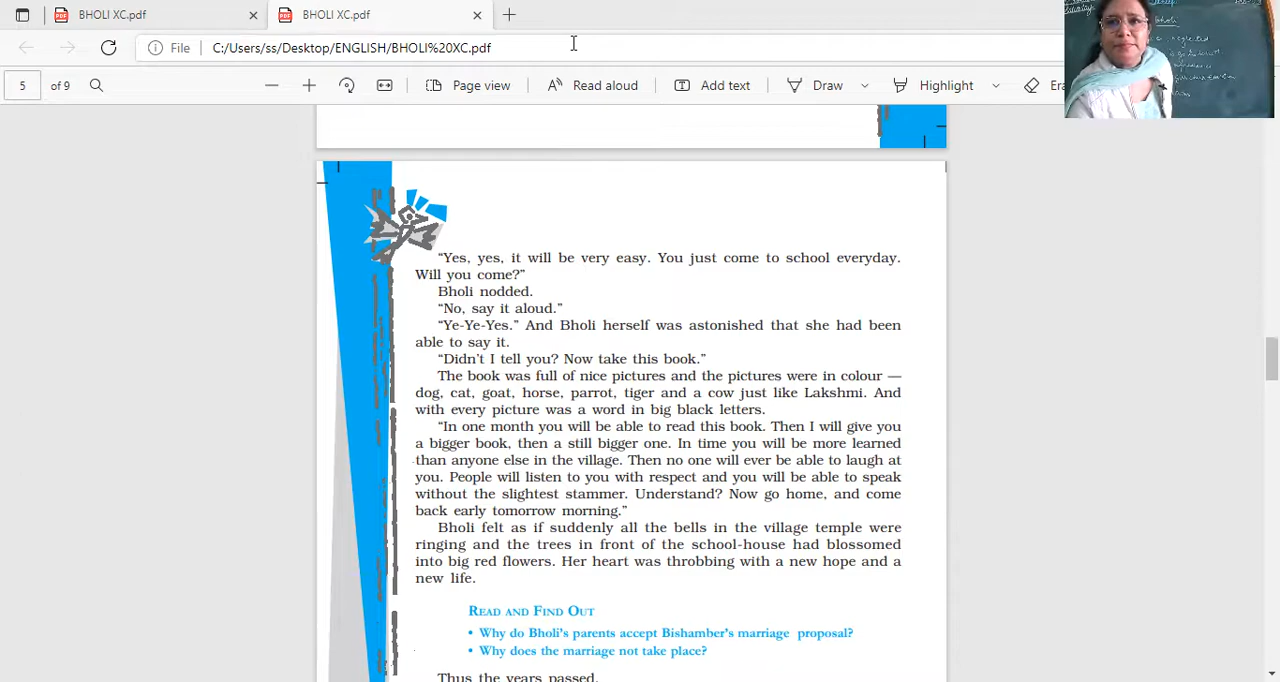 BHOLI XC.pdf
BHOLI XC.pdf
File
C:/Users/ss/Desktop/ENGLISH/BHOLI%20XC.pdf
5 of 9
Page view
Read aloud
Add text
Draw
Highlight
Era
Bholi
neglected
“Yes, yes, it will be very easy. You just come to school everyday.
Will you come?”
Bholi nodded.
“No, say it aloud.”
“Ye-Ye-Yes.” And Bholi herself was astonished that she had been
able to say it.
“Didn’t I tell you? Now take this book.”
The book was full of nice pictures and the pictures were in colour —
dog, cat, goat, horse, parrot, tiger and a cow just like Lakshmi. And
with every picture was a word in big black letters.
“In one month you will be able to read this book. Then I will give you
a bigger book, then a still bigger one. In time you will be more learned
than anyone else in the village. Then no one will ever be able to laugh at
you. People will listen to you with respect and you will be able to speak
without the slightest stammer. Understand? Now go home, and come
back early tomorrow morning.”
Bholi felt as if suddenly all the bells in the village temple were
ringing and the trees in front of the school-house had blossomed
into big red flowers. Her heart was throbbing with a new hope and a
new life.
READ AND FIND OUT
• Why do Bholi’s parents accept Bishamber’s marriage proposal?
• Why does the marriage not take place?
Thus the years passed.